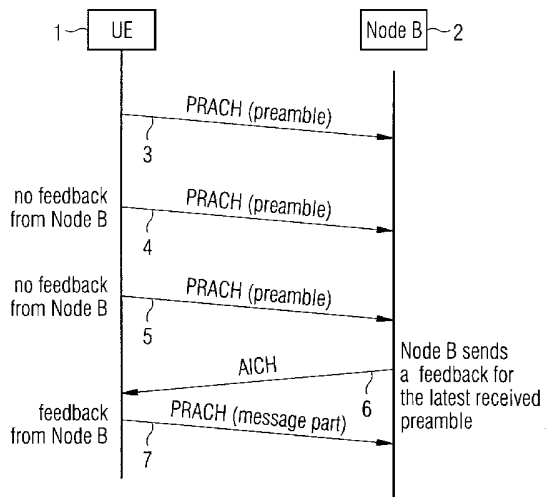 1 UE Node B 2
PRACH (preamble)
3
no feedback
from Node B
PRACH (preamble)
4
no feedback
from Node B
PRACH (preamble)
5
AICH
6
Node B sends
a feedback for
the latest received
preamble
feedback
from Node B
PRACH (message part)
7